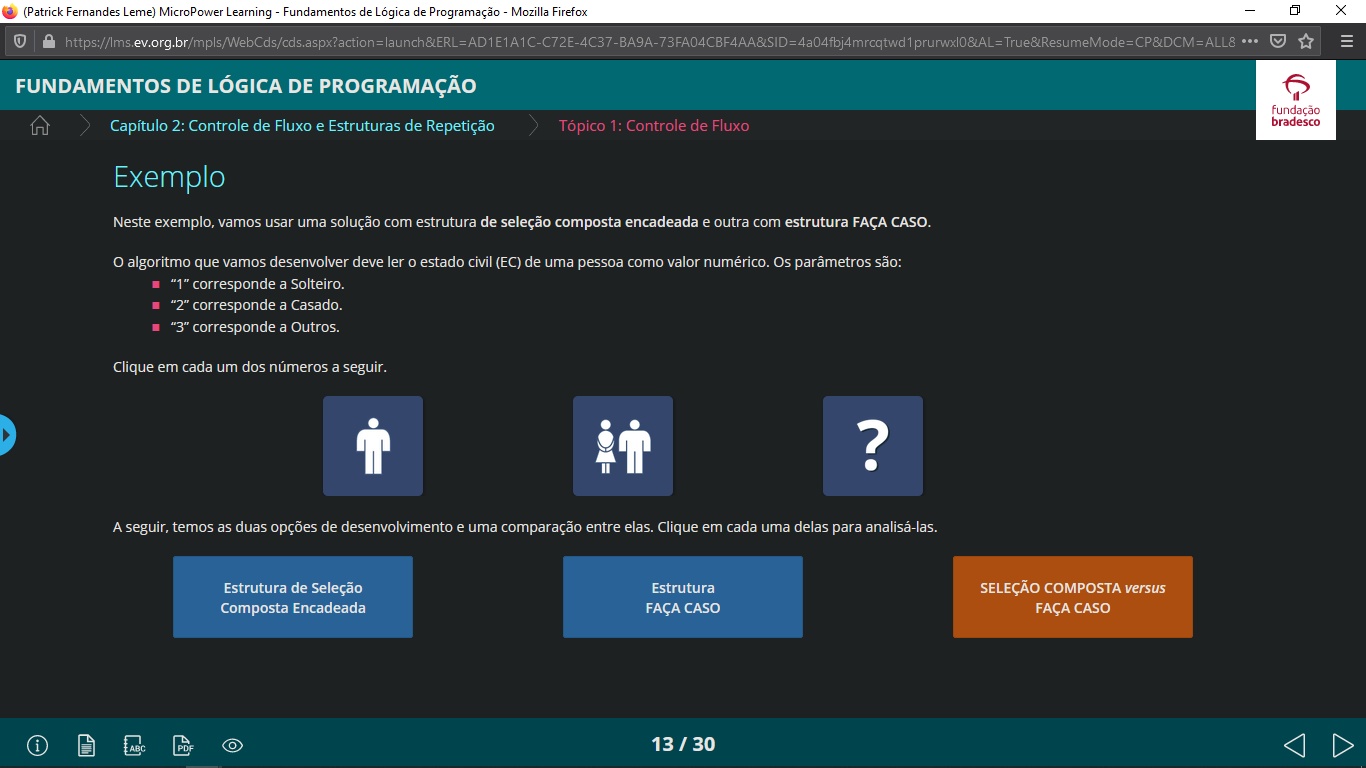 (Patrick Fernandes Leme) MicroPower Learning - Fundamentos de Lógica de Programação - Mozilla Firefox
https://lms.ev.org.br/mpls/WebCds/cds.aspx?action=launch&ERL=AD1E1A1C-C72E-4C37-BA9A-73FA04CBF4AA&SID=4a04fbj4mrcqtwd1prurwxl0&AL=True&ResumeMode=CP&DCM=ALL&
FUNDAMENTOS DE LÓGICA DE PROGRAMAÇÃO
fundação
bradesco
Capítulo 2: Controle de Fluxo e Estruturas de Repetição
Tópico 1: Controle de Fluxo
Exemplo
Neste exemplo, vamos usar uma solução com estrutura de seleção composta encadeada e outra com estrutura FAÇA CASO.
O algoritmo que vamos desenvolver deve ler o estado civil (EC) de uma pessoa como valor numérico. Os parâmetros são:
“1” corresponde a Solteiro.
“2” corresponde a Casado.
“3” corresponde a Outros.
Clique em cada um dos números a seguir.
?
A seguir, temos as duas opções de desenvolvimento e uma comparação entre elas. Clique em cada uma delas para analisá-las.
Estrutura de Seleção
Composta Encadeada
Estrutura
FAÇA CASO
SELEÇÃO COMPOSTA versus
FAÇA CASO
ABC
PDF
13 / 30